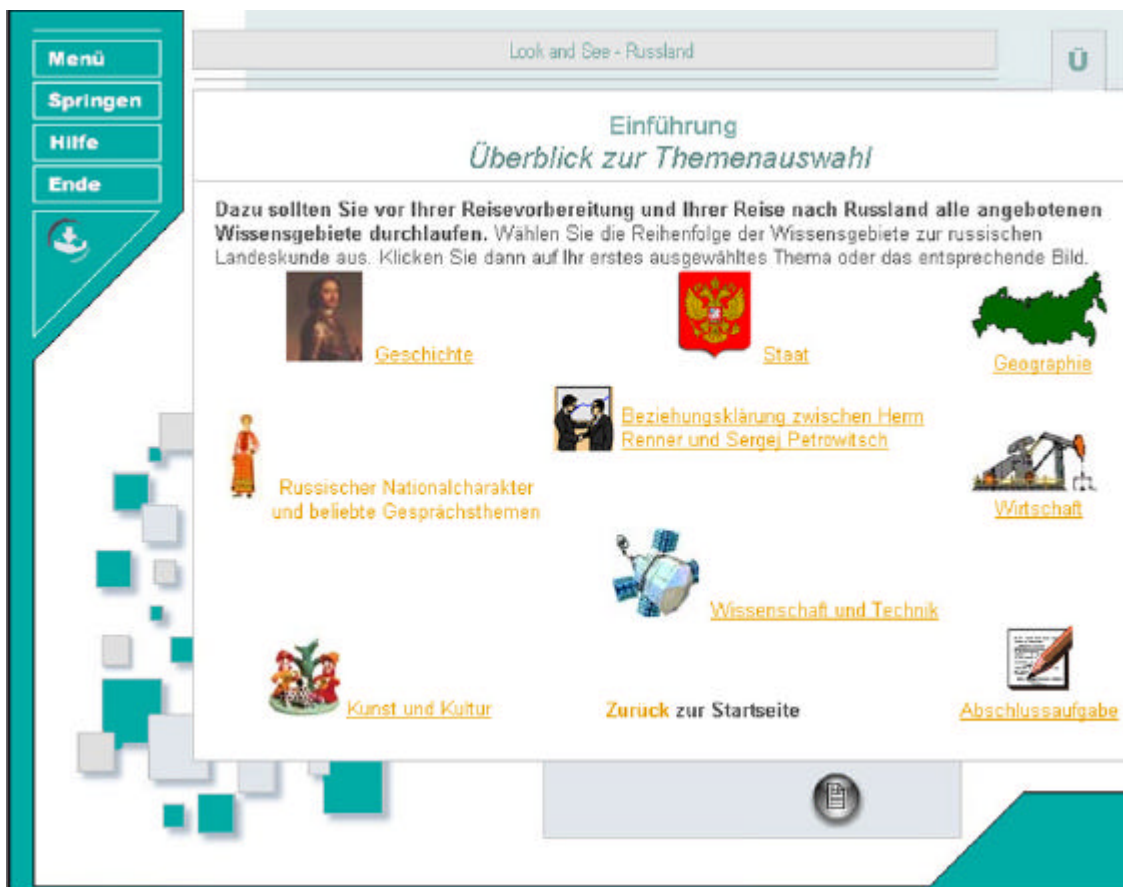 Menü
Springen
Hilfe
Ende
Look and See - Russland
Ü
Einführung
Überblick zur Themenauswahl
Dazu sollten Sie vor Ihrer Reisevorbereitung und Ihrer Reise nach Russland alle angebotenen
Wissensgebiete durchlaufen. Wählen Sie die Reihenfolge der Wissensgebiete zur russischen
Landeskunde aus. Klicken Sie dann auf Ihr erstes ausgewähltes Thema oder das entsprechende Bild.
Geschichte
Staat
Geographie
Beziehungsklärung zwischen Herrn
Renner und Sergej Petrowitsch
Russischer Nationalcharakter
und beliebte Gesprächsthemen
Wirtschaft
Wissenschaft und Technik
Kunst und Kultur
Zurück zur Startseite
Abschlussaufgabe